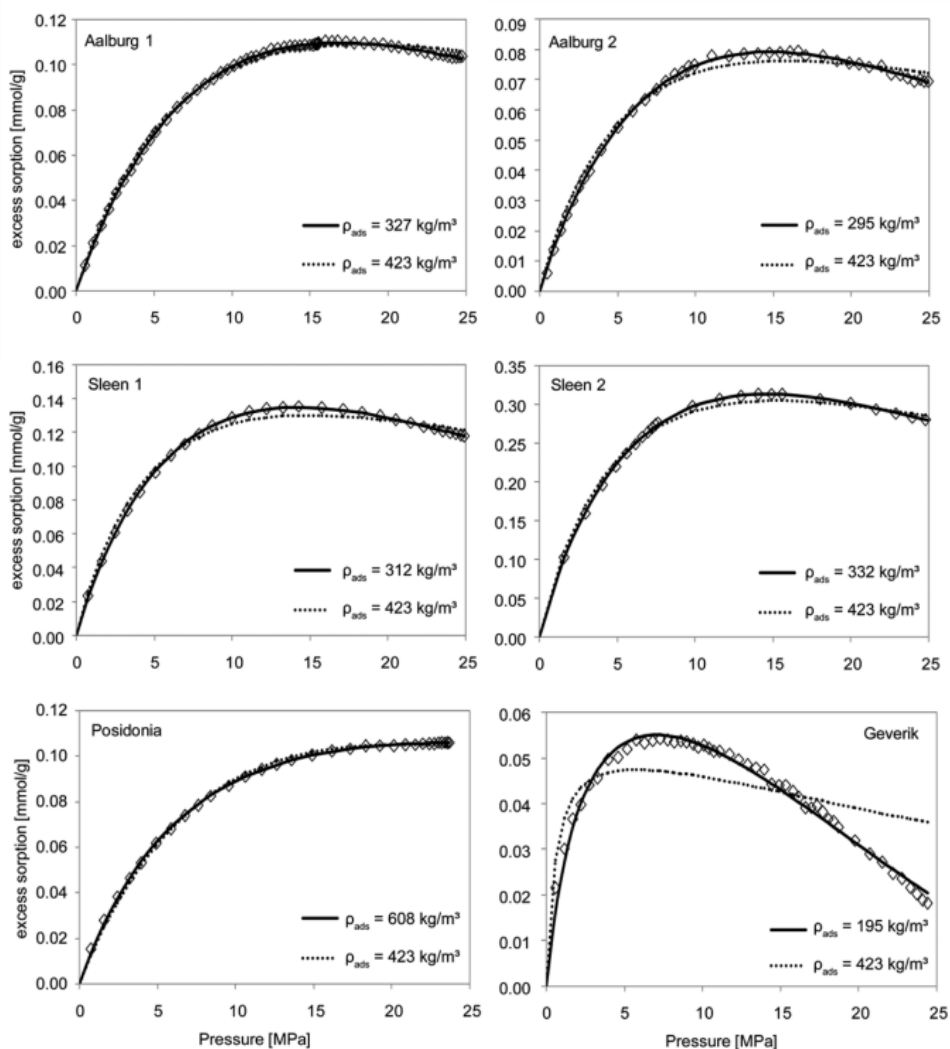 0.12
Aalburg 1
0.10
0.08
0.06
0.04
0.02
0.00
excess sorption [mmol/g]
ρads = 327 kg/m³
ρads = 423 kg/m³
0 5 10 15 20 25
0.09
Aalburg 2
0.08
0.07
0.06
0.05
0.04
0.03
0.02
0.01
0.00
ρads = 295 kg/m³
ρads = 423 kg/m³
0 5 10 15 20 25
0.16
Sleen 1
0.14
0.12
0.10
0.08
0.06
0.04
0.02
0.00
excess sorption [mmol/g]
ρads = 312 kg/m³
ρads = 423 kg/m³
0 5 10 15 20 25
0.35
Sleen 2
0.30
0.25
0.20
0.15
0.10
0.05
0.00
ρads = 332 kg/m³
ρads = 423 kg/m³
0 5 10 15 20 25
0.12
Posidonia
0.10
0.08
0.06
0.04
0.02
0.00
excess sorption [mmol/g]
ρads = 608 kg/m³
ρads = 423 kg/m³
0 5 10 15 20 25
Pressure [MPa]
0.06
Geverik
0.05
0.04
0.03
0.02
0.01
0.00
ρads = 195 kg/m³
ρads = 423 kg/m³
0 5 10 15 20 25
Pressure [MPa]